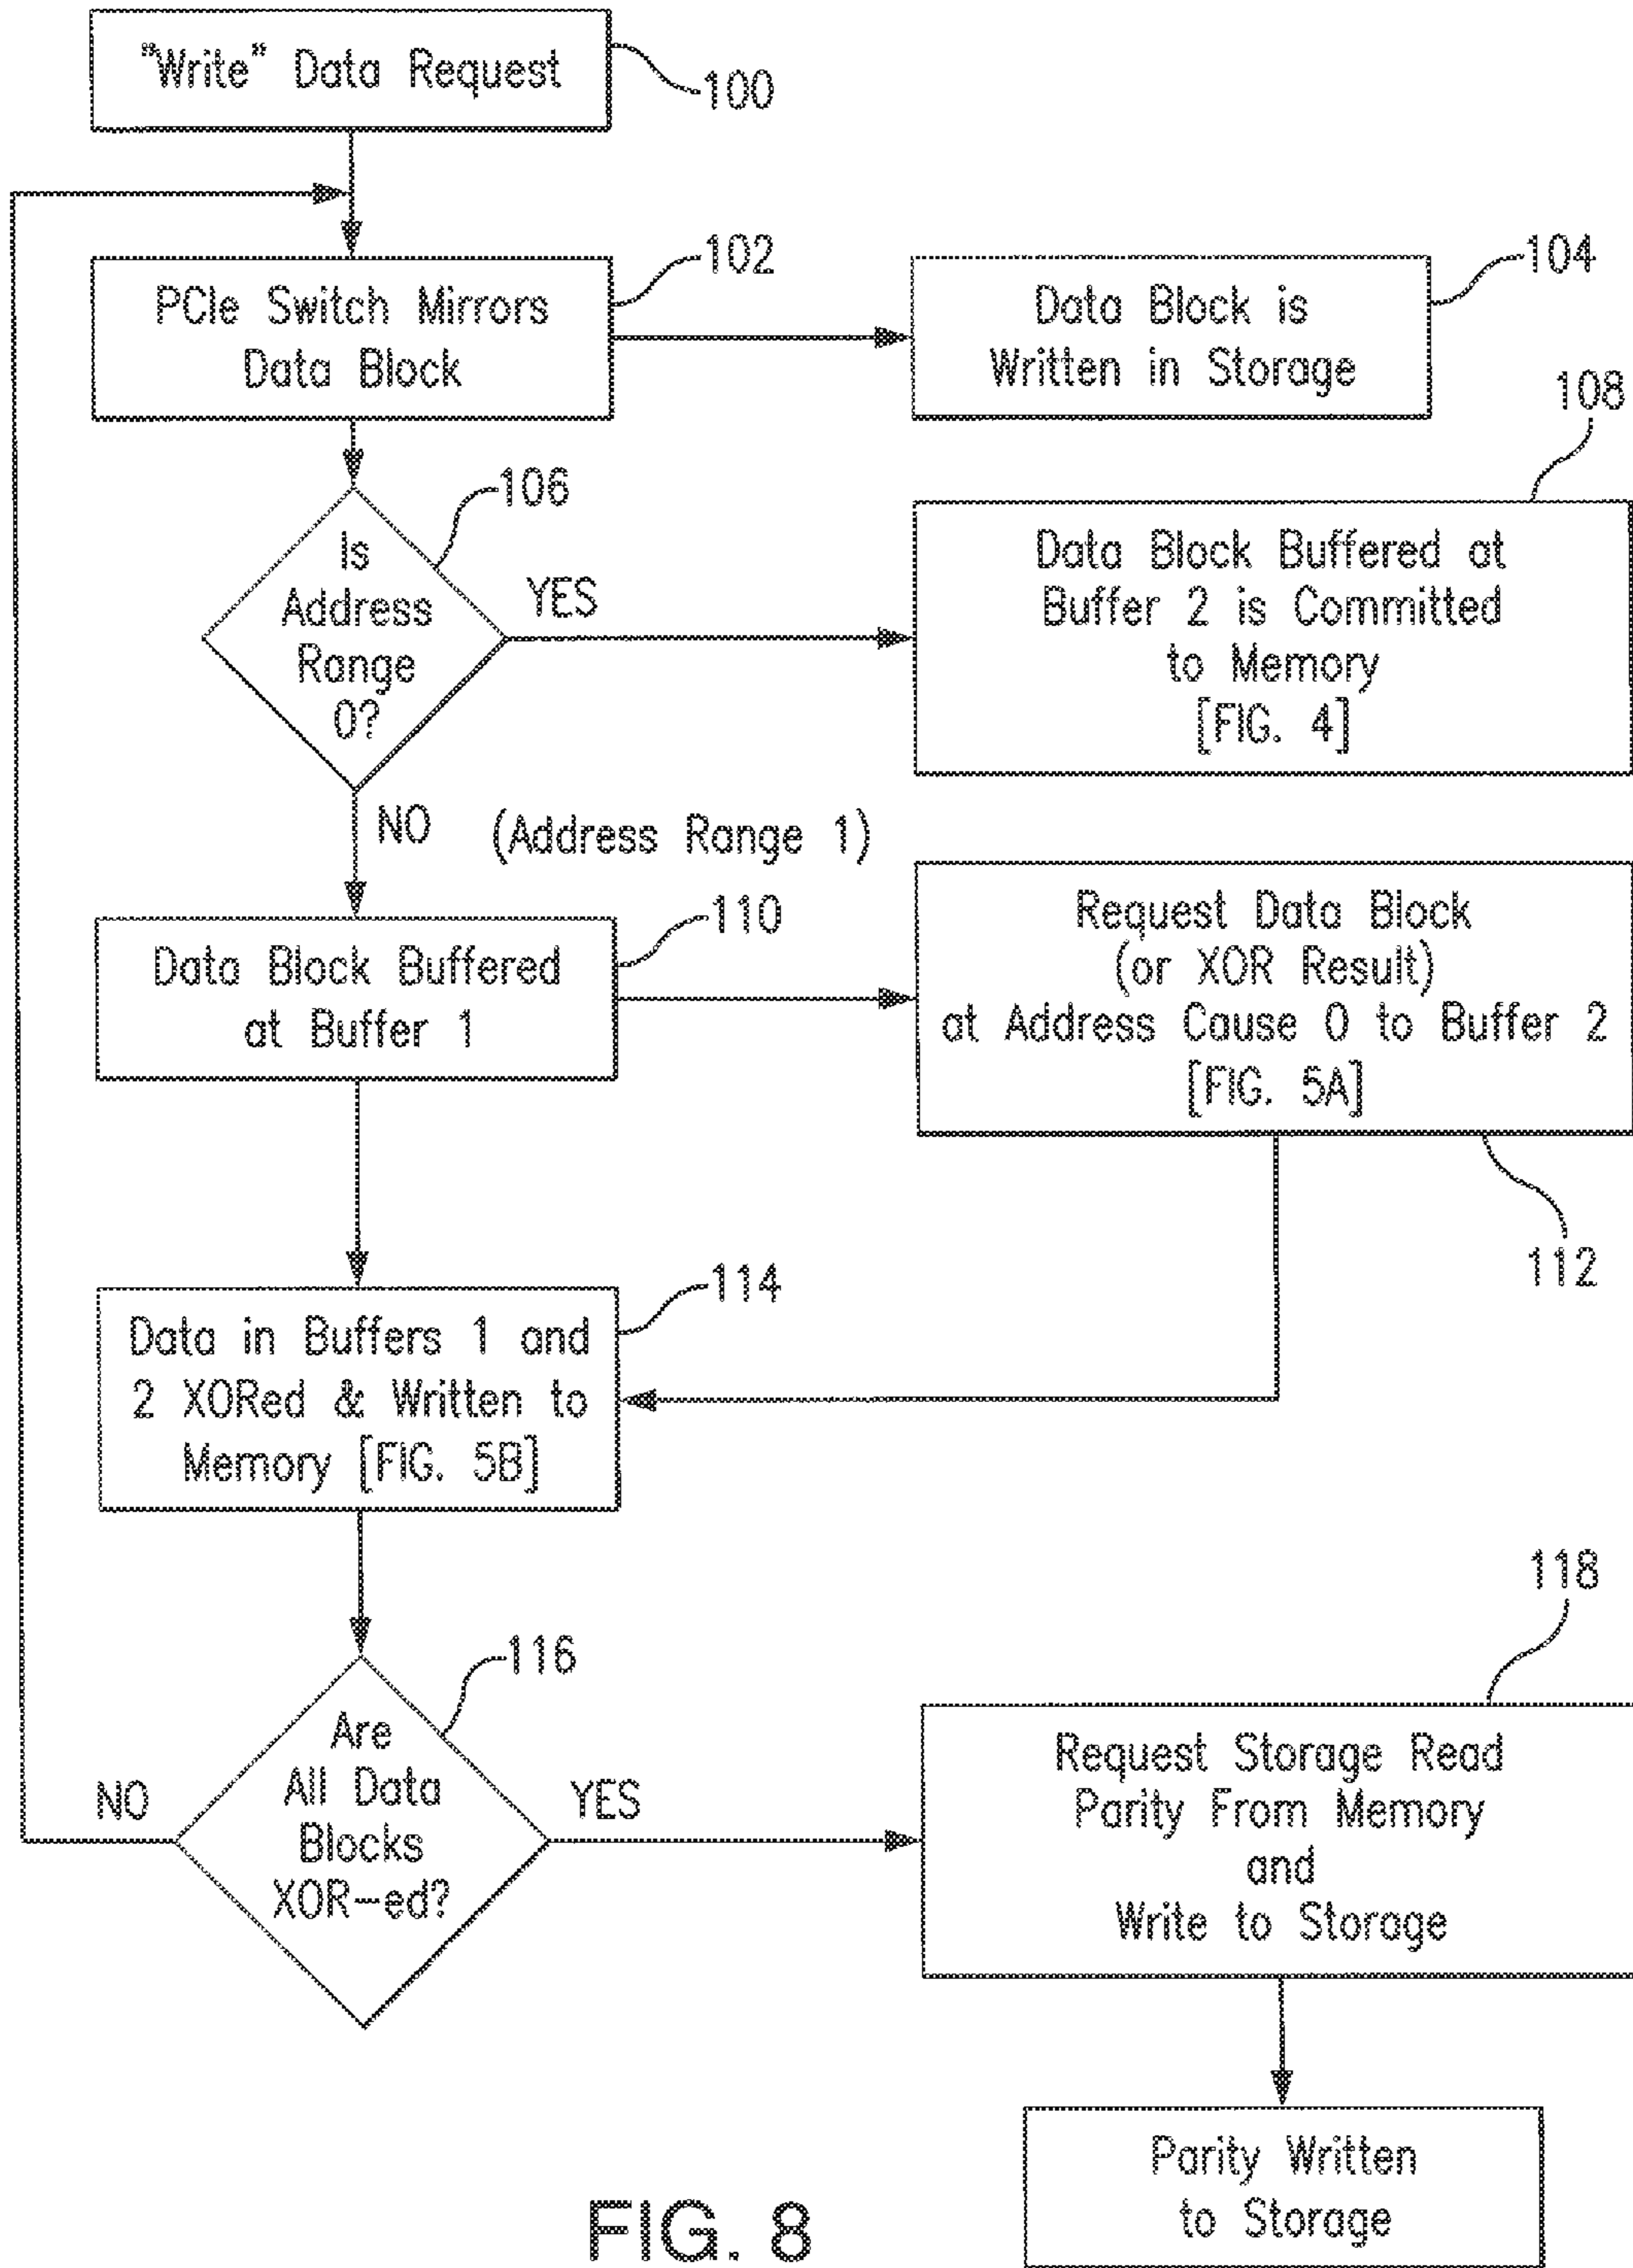 "Write" Data Request
100
PCIe Switch Mirrors
Data Block
102
Data Block is
Written in Storage
104
Is
Address
Range
0?
106
YES
Data Block Buffered at
Buffer 2 is Committed
to Memory
[FIG. 4]
108
NO
(Address Range 1)
Data Block Buffered
at Buffer 1
110
Request Data Block
(or XOR Result)
at Address Cause 0 to Buffer 2
[FIG. 5A]
112
Data in Buffers 1 and
2 XORed & Written to
Memory [FIG. 5B]
114
Are
All Data
Blocks
XOR-ed?
116
NO
YES
Request Storage Read
Parity From Memory
and
Write to Storage
118
Parity Written
to Storage
FIG. 8